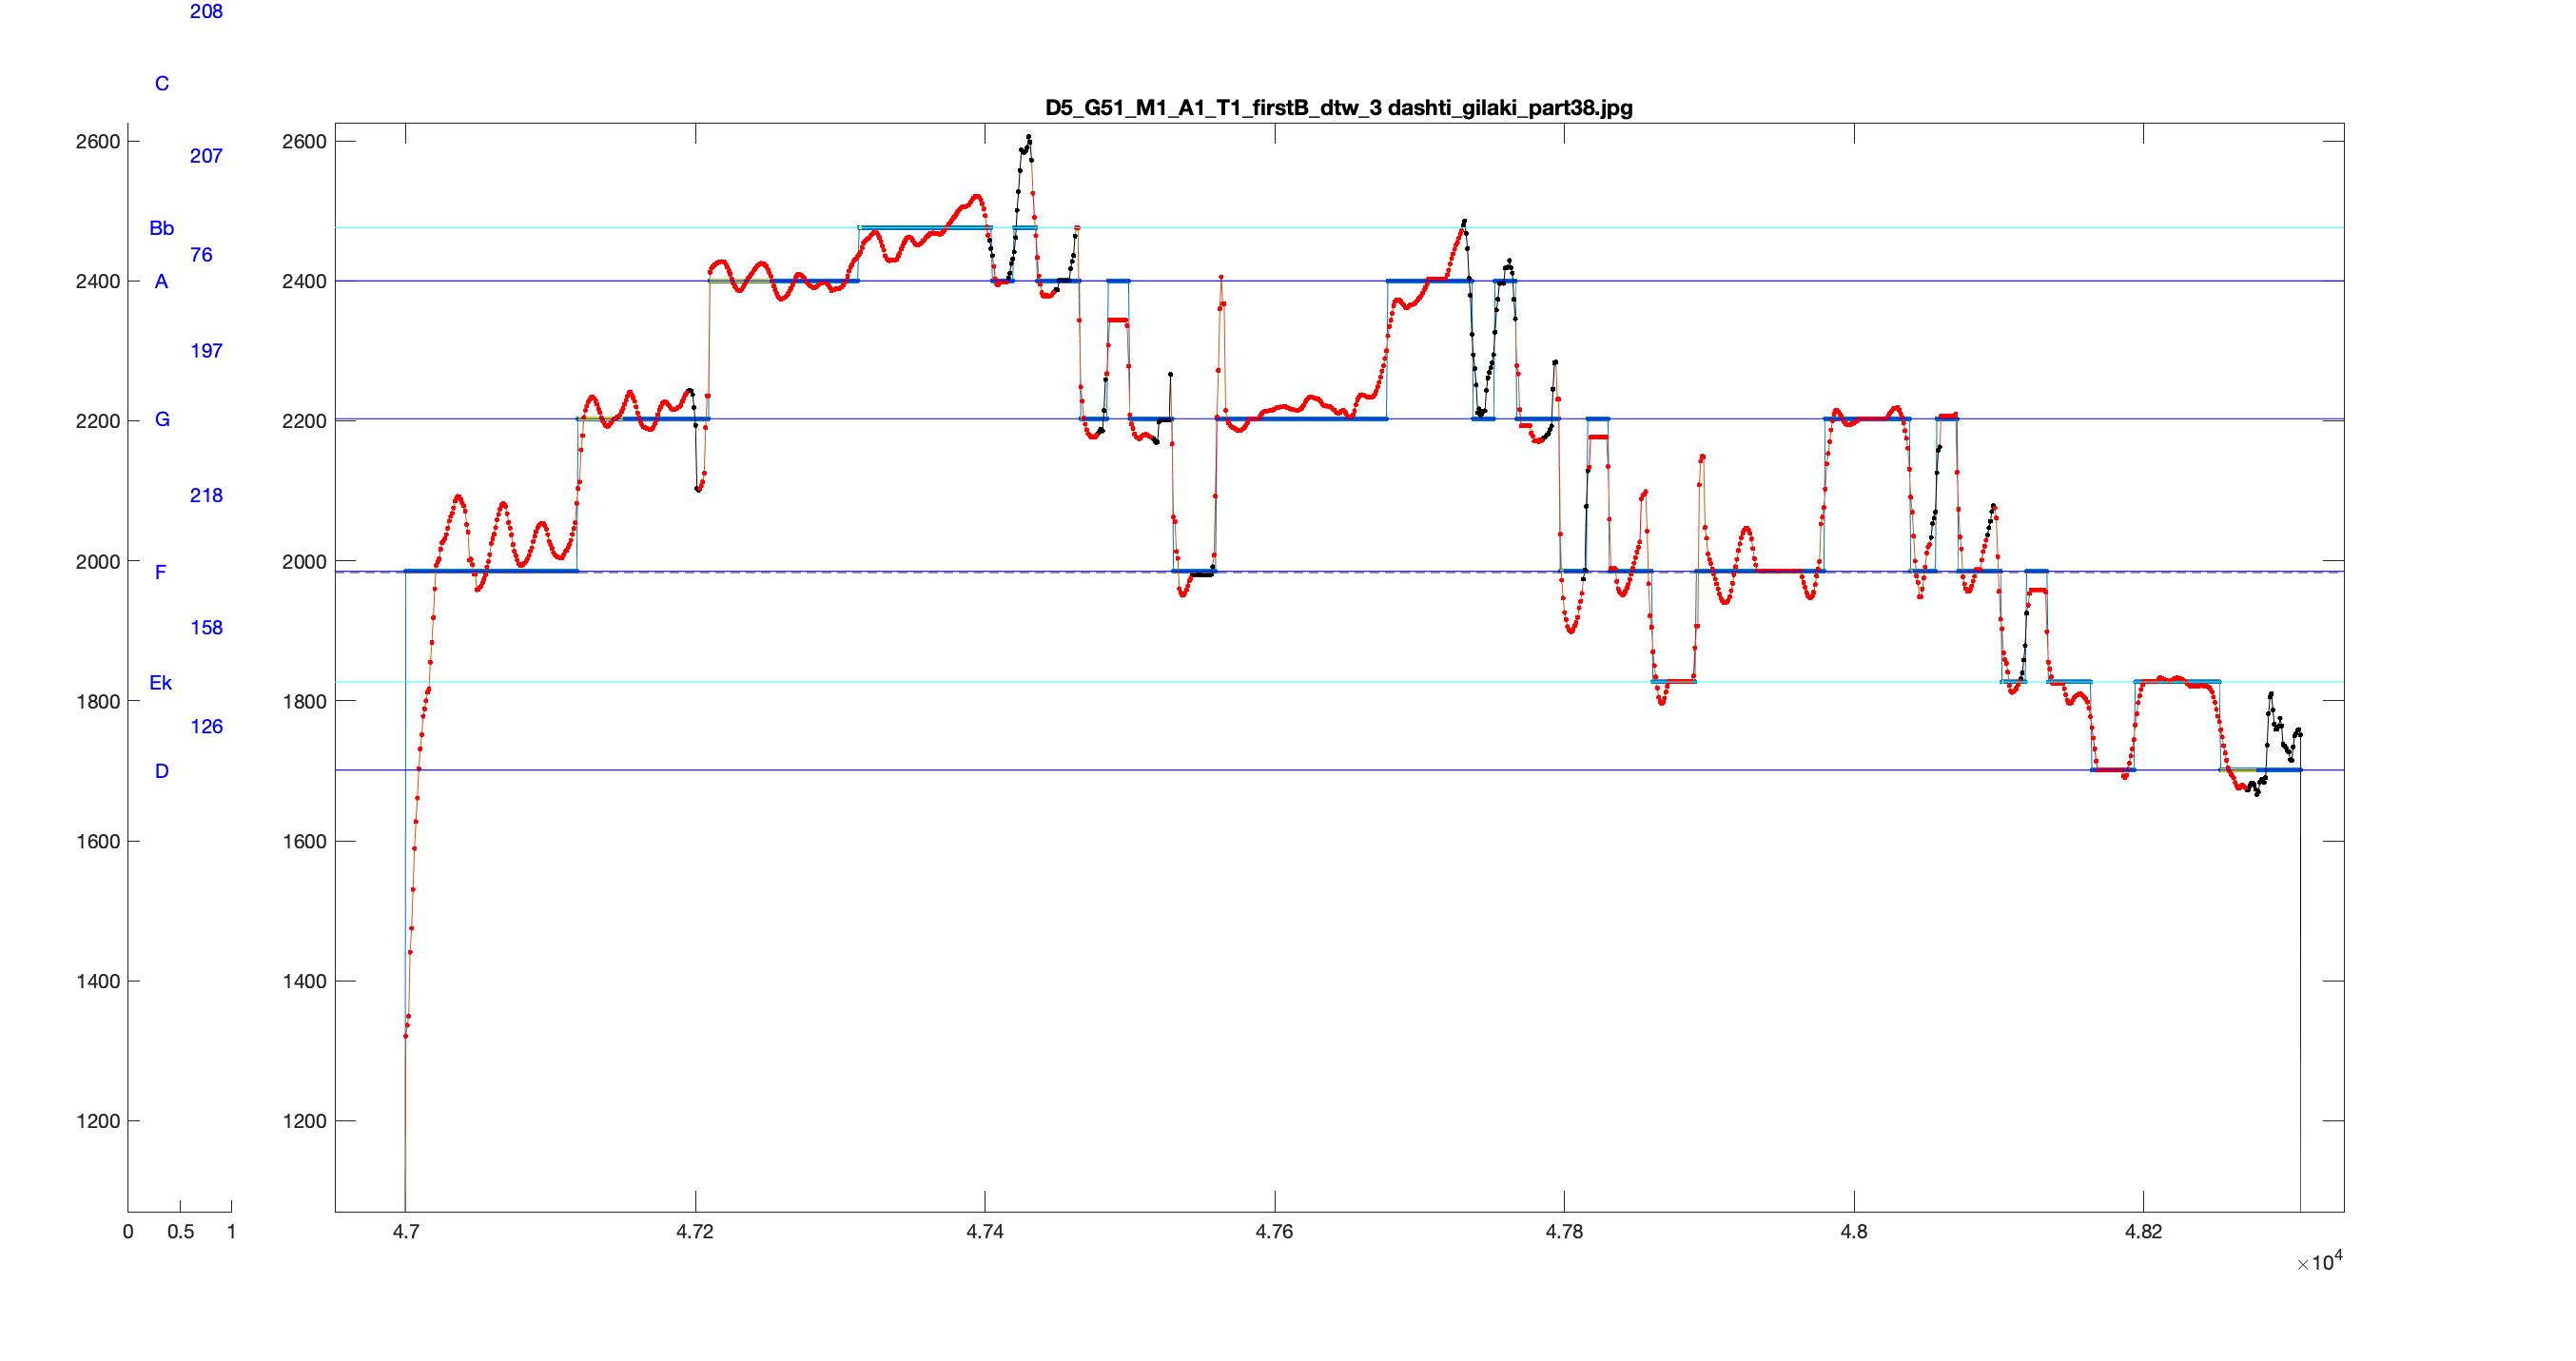 208
C
D5_G51_M1_A1_T1_firstB_dtw_3 dashti_gilaki_part38.jpg
2600 2600
207
Bb
76
2400 A 2400
197
2200 G 2200
218
2000 F 2000
158
Ek
1800 1800
126
D
1600 1600
1400 1400
1200 1200
0 0.5 1 4.7 4.72 4.74 4.76 4.78 4.8 4.82
×10⁴